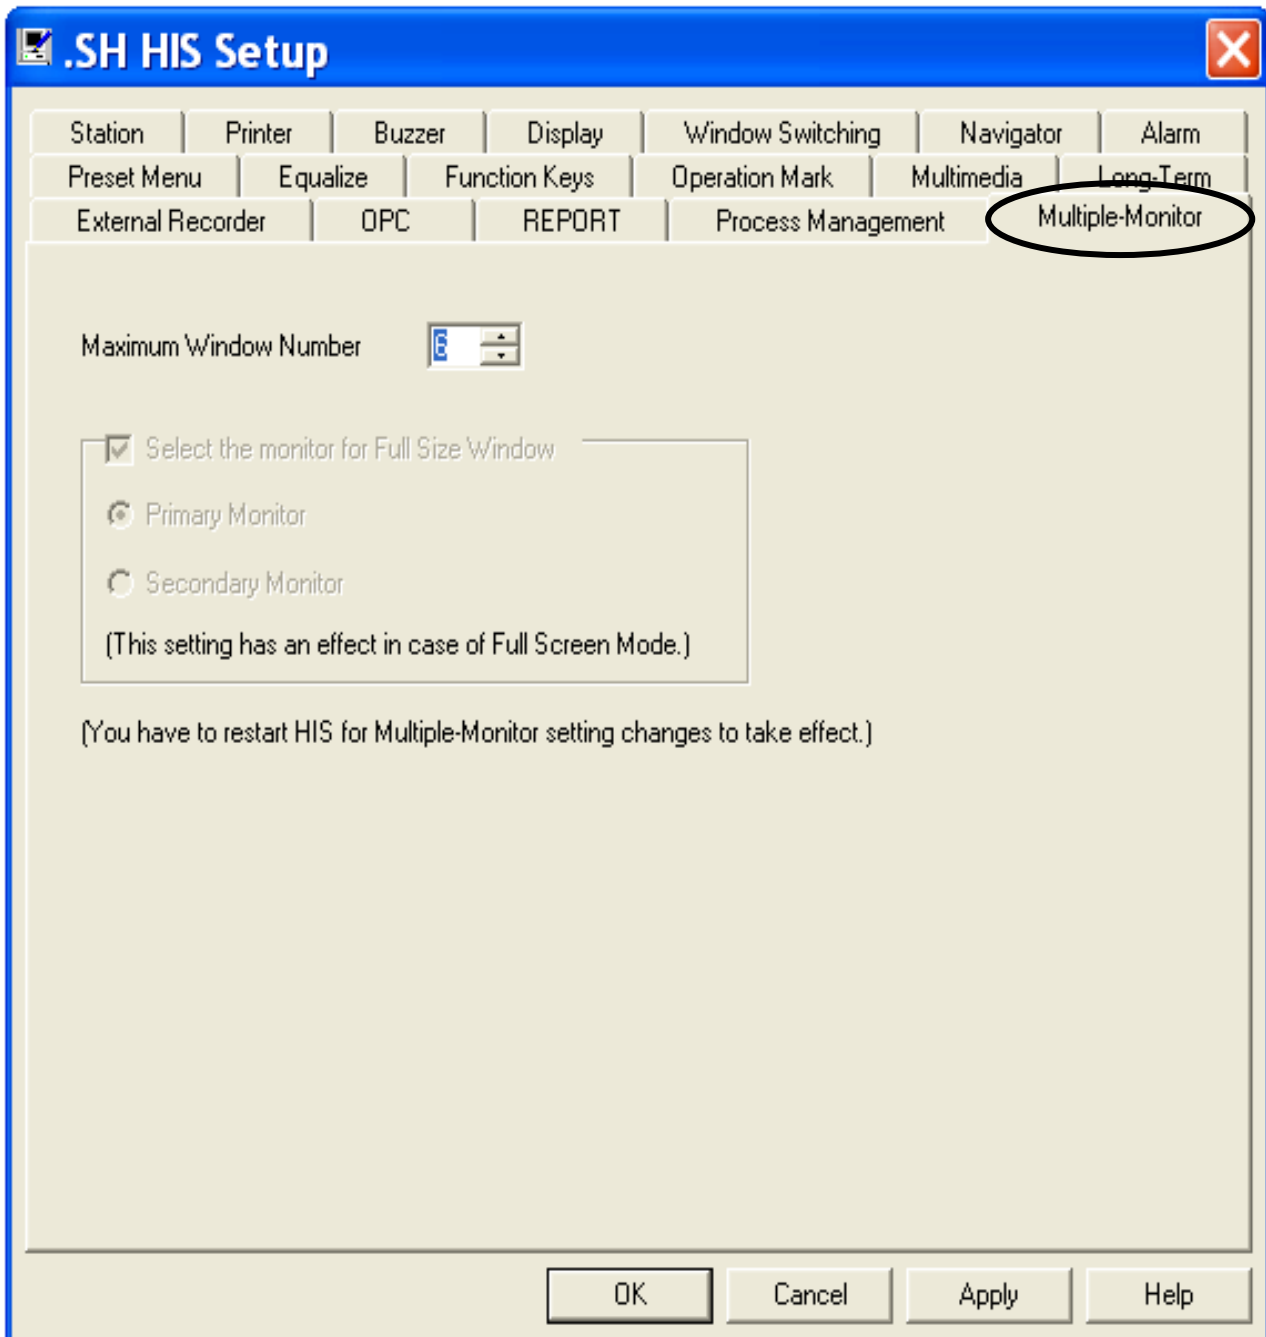 .SH HIS Setup
Station Printer Buzzer Display Window Switching Navigator Alarm
Preset Menu Equalize Function Keys Operation Mark Multimedia Long-Term
External Recorder OPC REPORT Process Management Multiple-Monitor
Maximum Window Number 6
Select the monitor for Full Size Window
Primary Monitor
Secondary Monitor
(This setting has an effect in case of Full Screen Mode.)
(You have to restart HIS for Multiple-Monitor setting changes to take effect.)
OK Cancel Apply Help